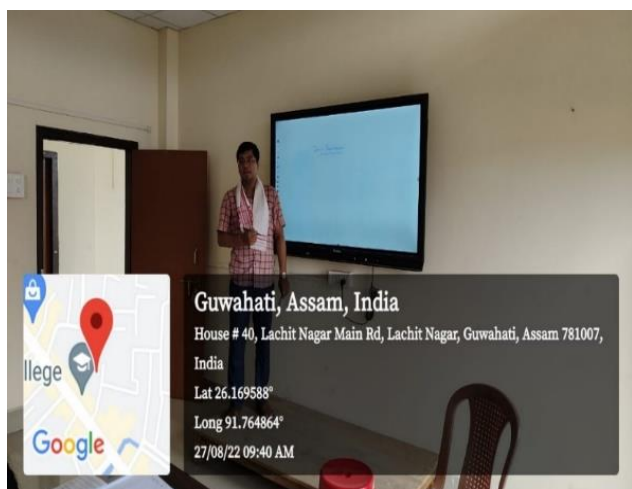 Guwahati, Assam, India
House # 40, Lachit Nagar Main Rd, Lachit Nagar, Guwahati, Assam 781007,
India
Lat 26.169588°
Long 91.764864°
27/08/22 09:40 AM
llege
Google